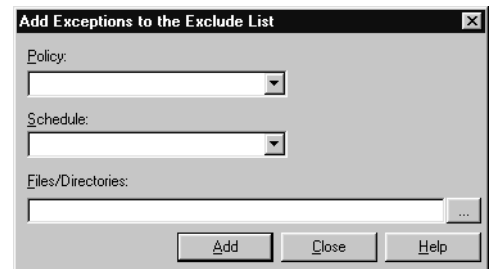 Add Exceptions to the Exclude List
Policy:
Schedule:
Files/Directories:
...
Add Close Help